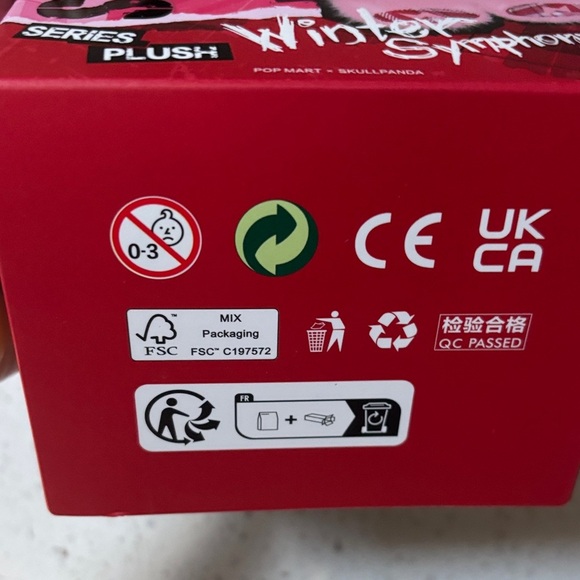 SERIES
PLUSH
Winter
Symphony
POP MART × SKULLPANDA
0-3
CE
UK
CA
FSC™
MIX
Packaging
FSC™ C197572
检验合格
QC PASSED
FR
+